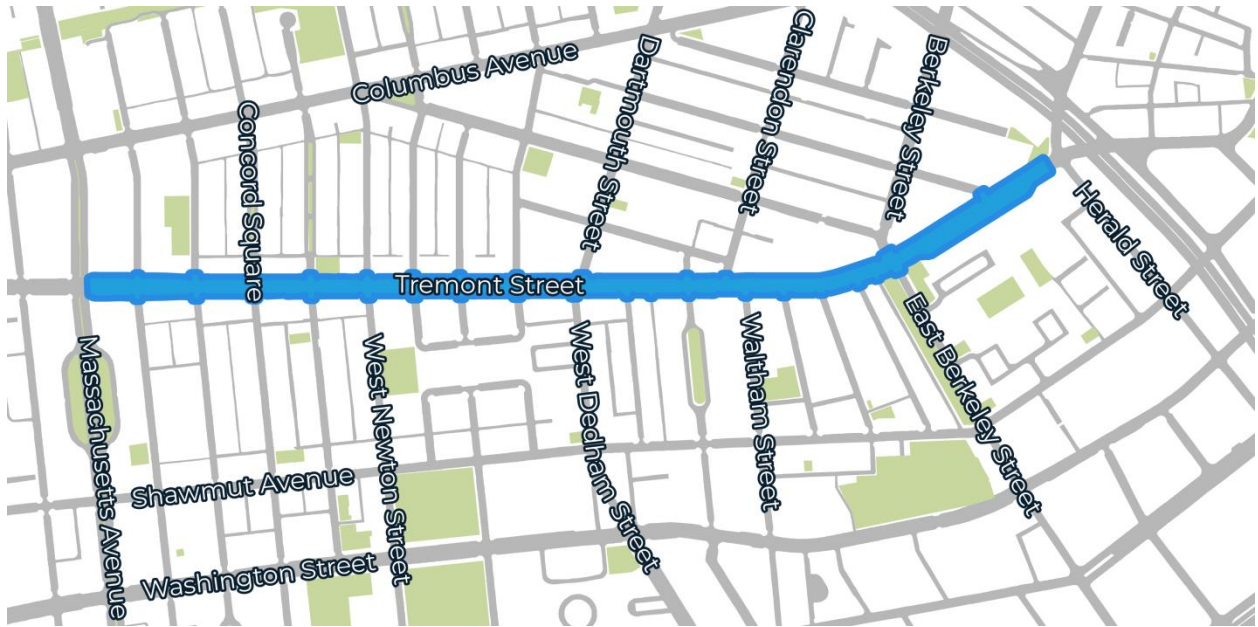 Columbus Avenue
Concord Square
Dartmouth Street
Clarendon Street
Berkeley Street
Herald Street
Tremont Street
Massachusetts Avenue
West Newton Street
West Dedham Street
Waltham Street
East Berkeley Street
Shawmut Avenue
Washington Street